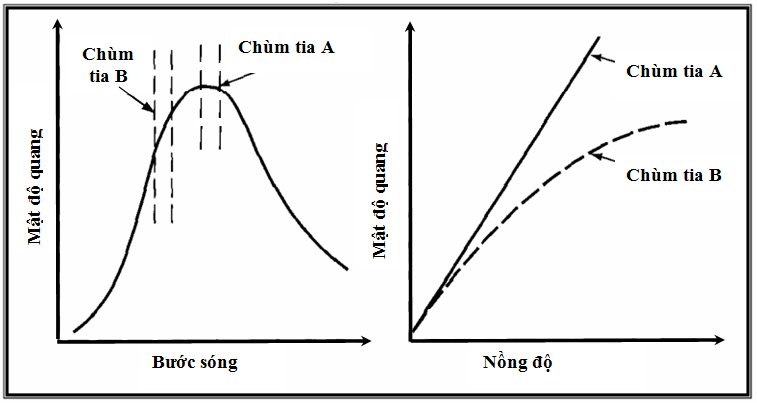 Mật độ quang
Chùm
tia B
Chùm tia A
Bước sóng
Mật độ quang
Chùm tia A
Chùm tia B
Nồng độ